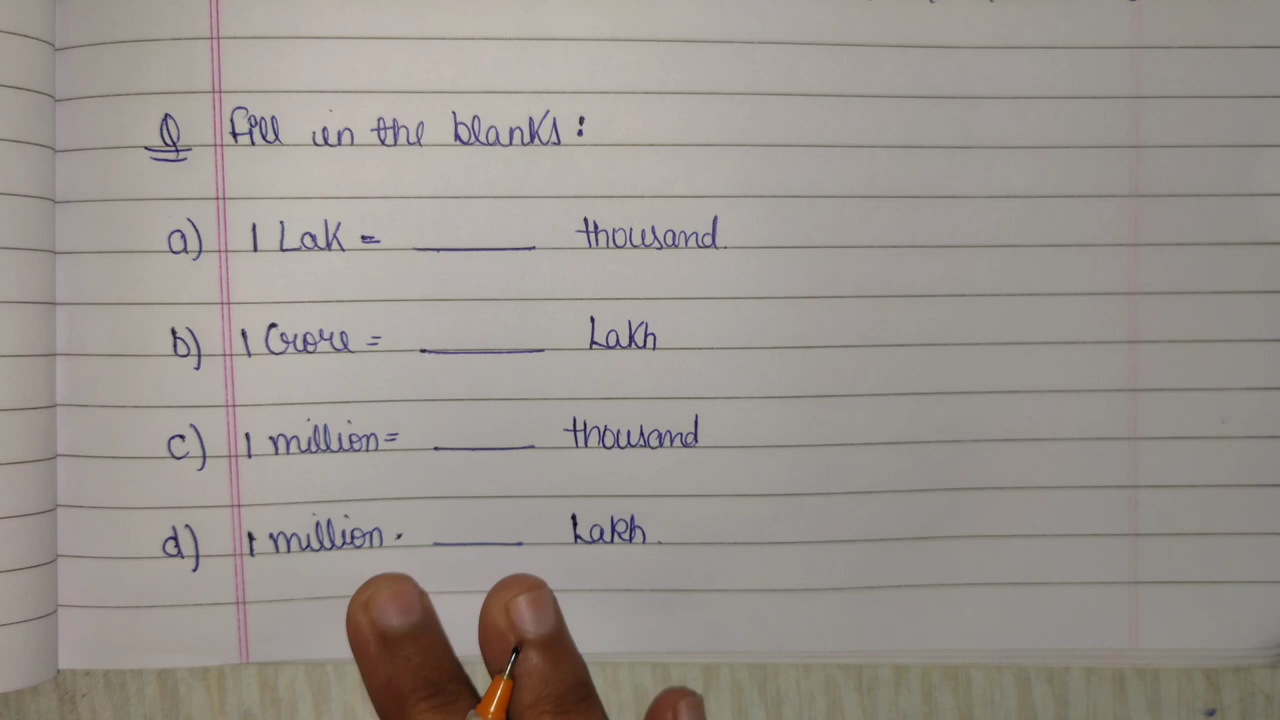 Q Fill in the blanks:
a) 1 Lak = ______ thousand.
b) 1 Crore = ______ Lakh
c) 1 million = ______ thousand
d) 1 million . ______ Lakh.